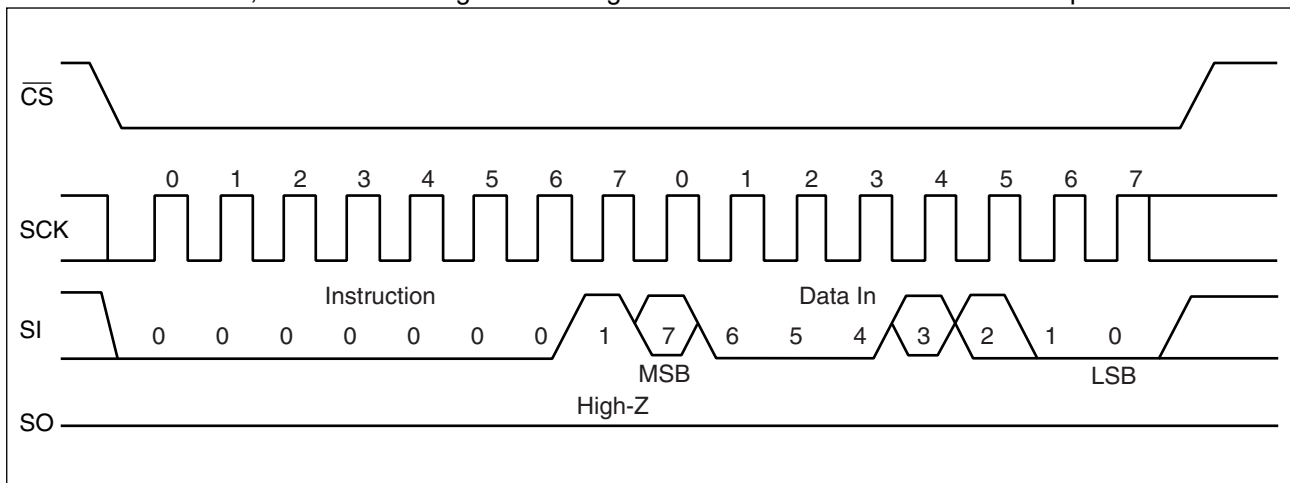 CS
0 1 2 3 4 5 6 7 0 1 2 3 4 5 6 7
SCK
Instruction Data In
SI 0 0 0 0 0 0 0 1 7 6 5 4 3 2 1 0
MSB LSB
High-Z
SO